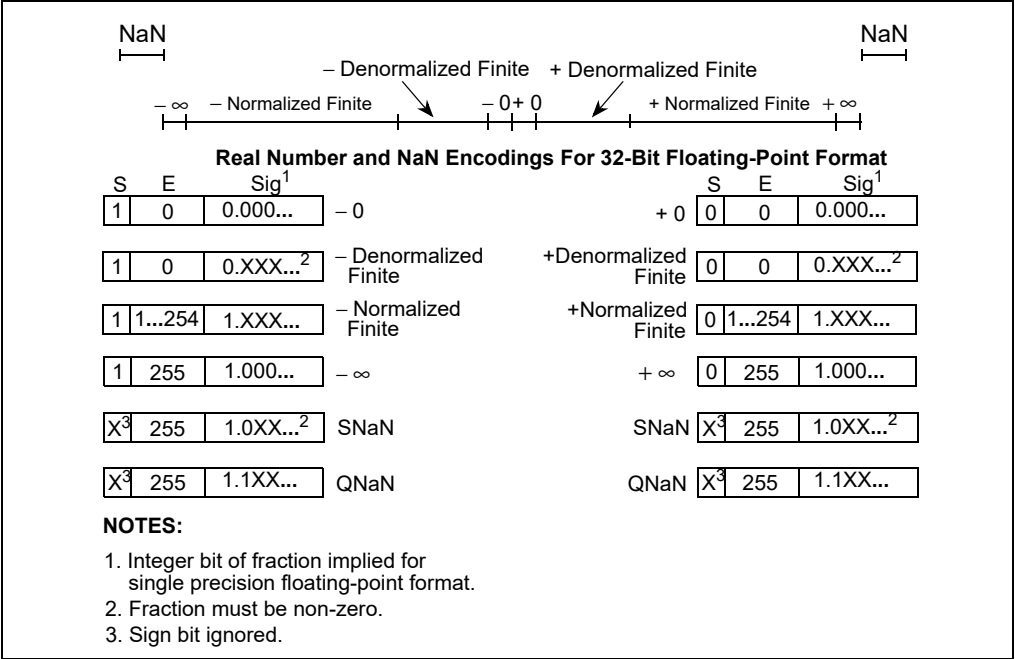 NaN NaN
– Denormalized Finite + Denormalized Finite
– ∞ – Normalized Finite – 0 + 0 + Normalized Finite + ∞
Real Number and NaN Encodings For 32-Bit Floating-Point Format
S E Sig1 S E Sig1
1 0 0.000... – 0 + 0 0 0 0.000...
1 0 0.XXX...2 – Denormalized Finite +Denormalized Finite 0 0 0.XXX...2
1 1...254 1.XXX... – Normalized Finite +Normalized Finite 0 1...254 1.XXX...
1 255 1.000... – ∞ + ∞ 0 255 1.000...
X3 255 1.0XX...2 SNaN SNaN X3 255 1.0XX...2
X3 255 1.1XX... QNaN QNaN X3 255 1.1XX...
NOTES:
1. Integer bit of fraction implied for
single precision floating-point format.
2. Fraction must be non-zero.
3. Sign bit ignored.